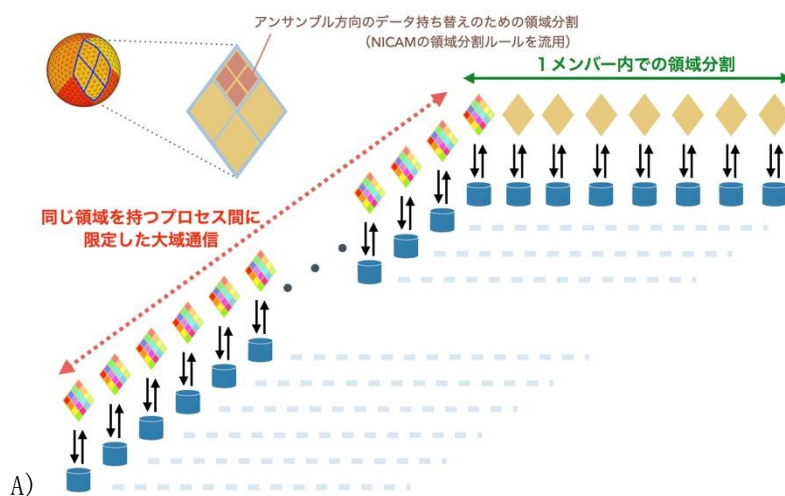 アンサンブル方向のデータ持ち替えのための領域分割
（NICAMの領域分割ルールを流用）
１メンバー内での領域分割
同じ領域を持つプロセス間に
限定した大域通信
A)